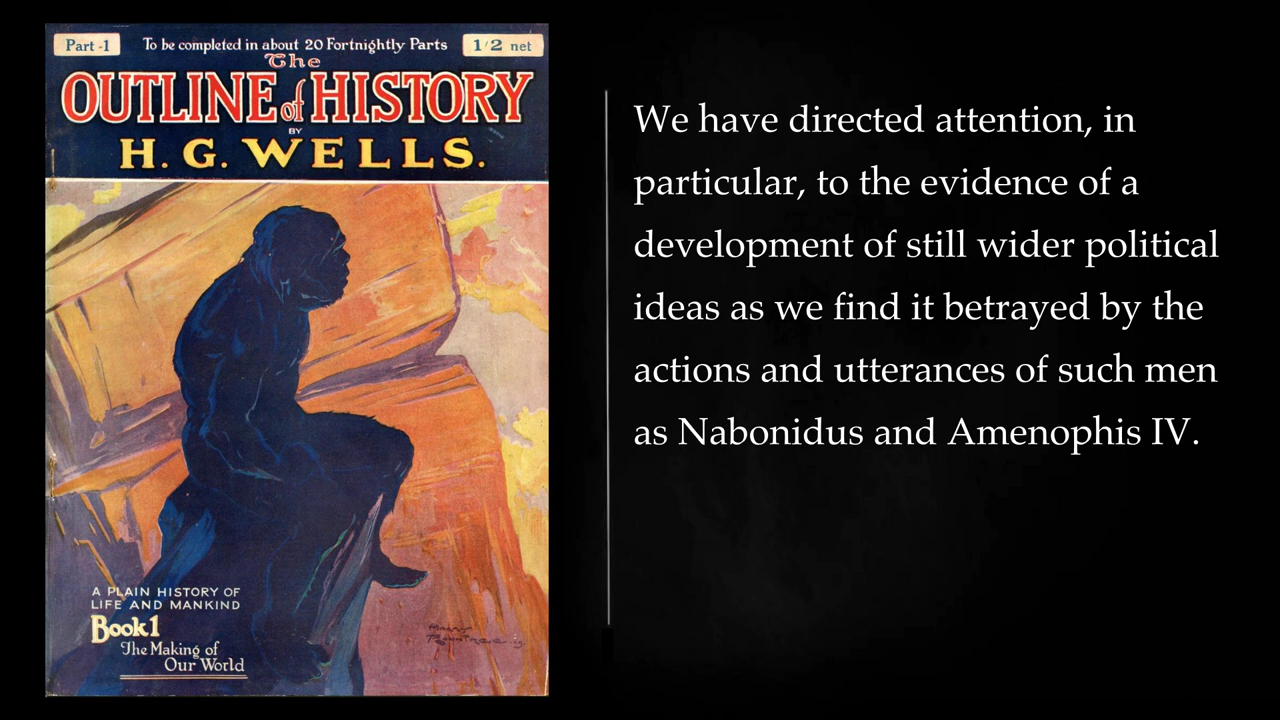 Part -1
To be completed in about 20 Fortnightly Parts
1/2 net
The
OUTLINE of HISTORY
BY
H. G. WELLS.
We have directed attention, in
particular, to the evidence of a
development of still wider political
ideas as we find it betrayed by the
actions and utterances of such men
as Nabonidus and Amenophis IV.
A PLAIN HISTORY OF
LIFE AND MANKIND
Book 1
The Making of
Our World